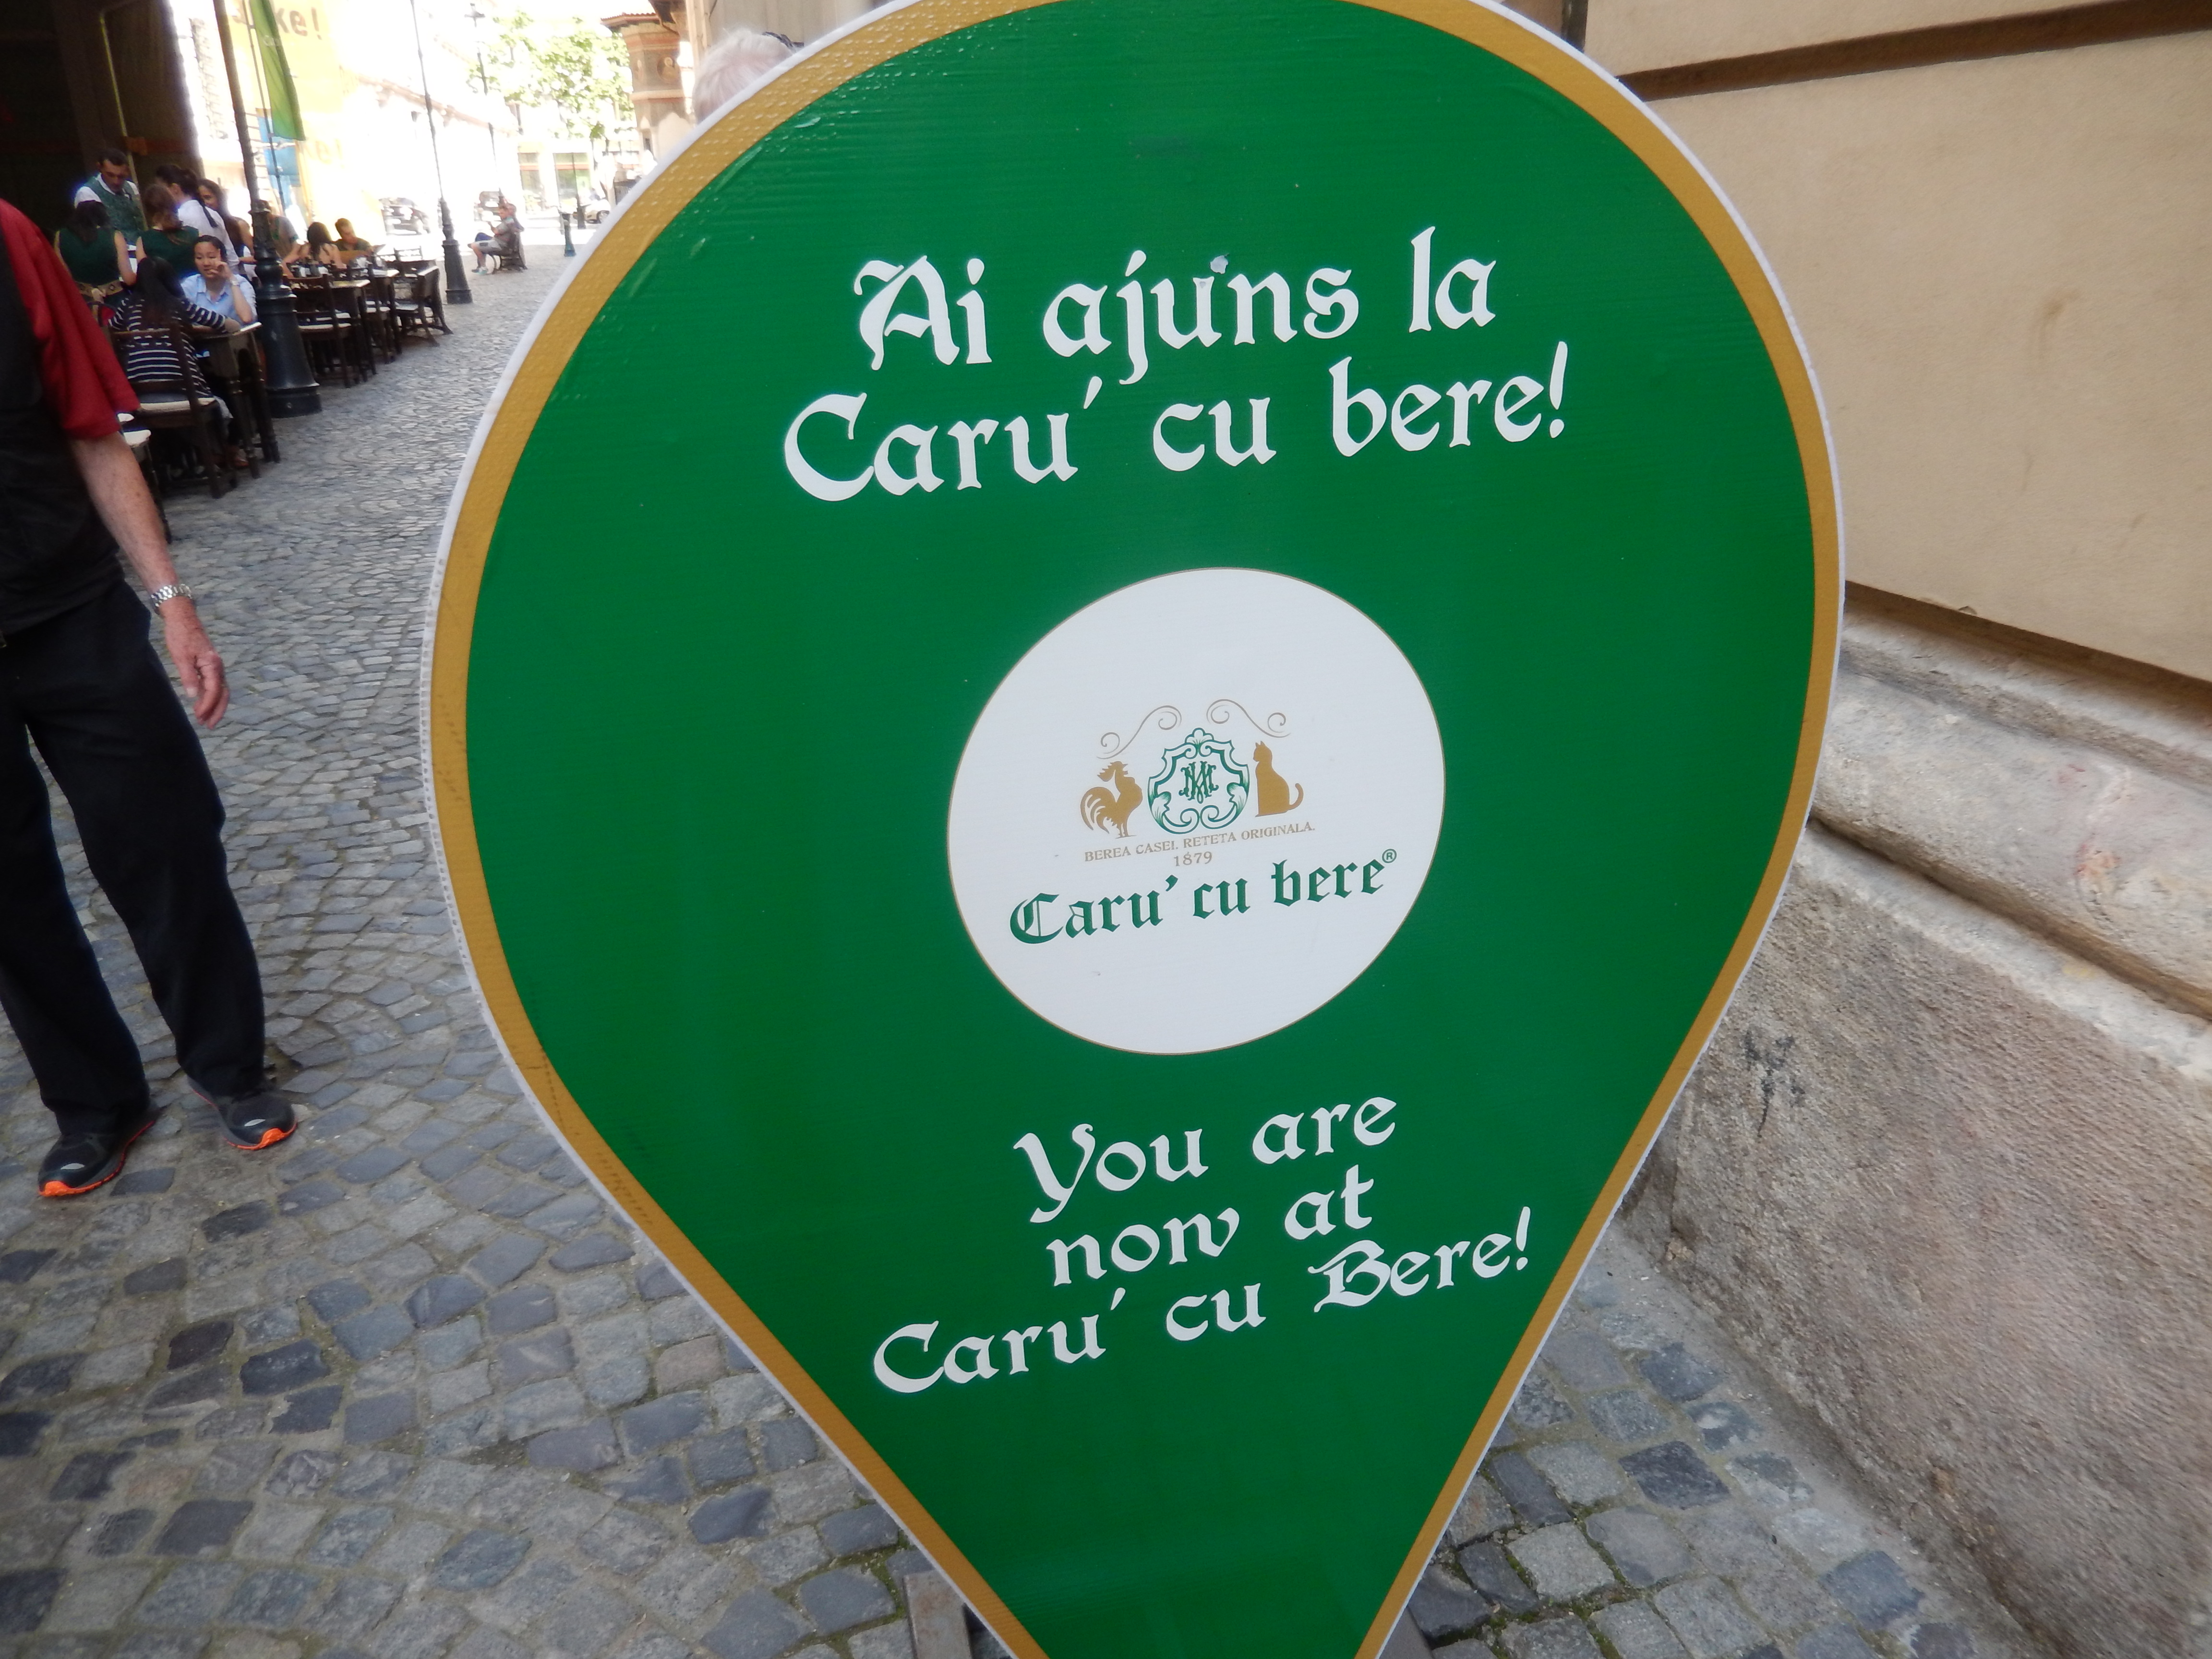 ke!
Ai ajuns la
Caru' cu bere!
BEREA CASEI. RETETA ORIGINALA.
1879
Caru' cu bere®
You are
now at
Caru' cu Bere!